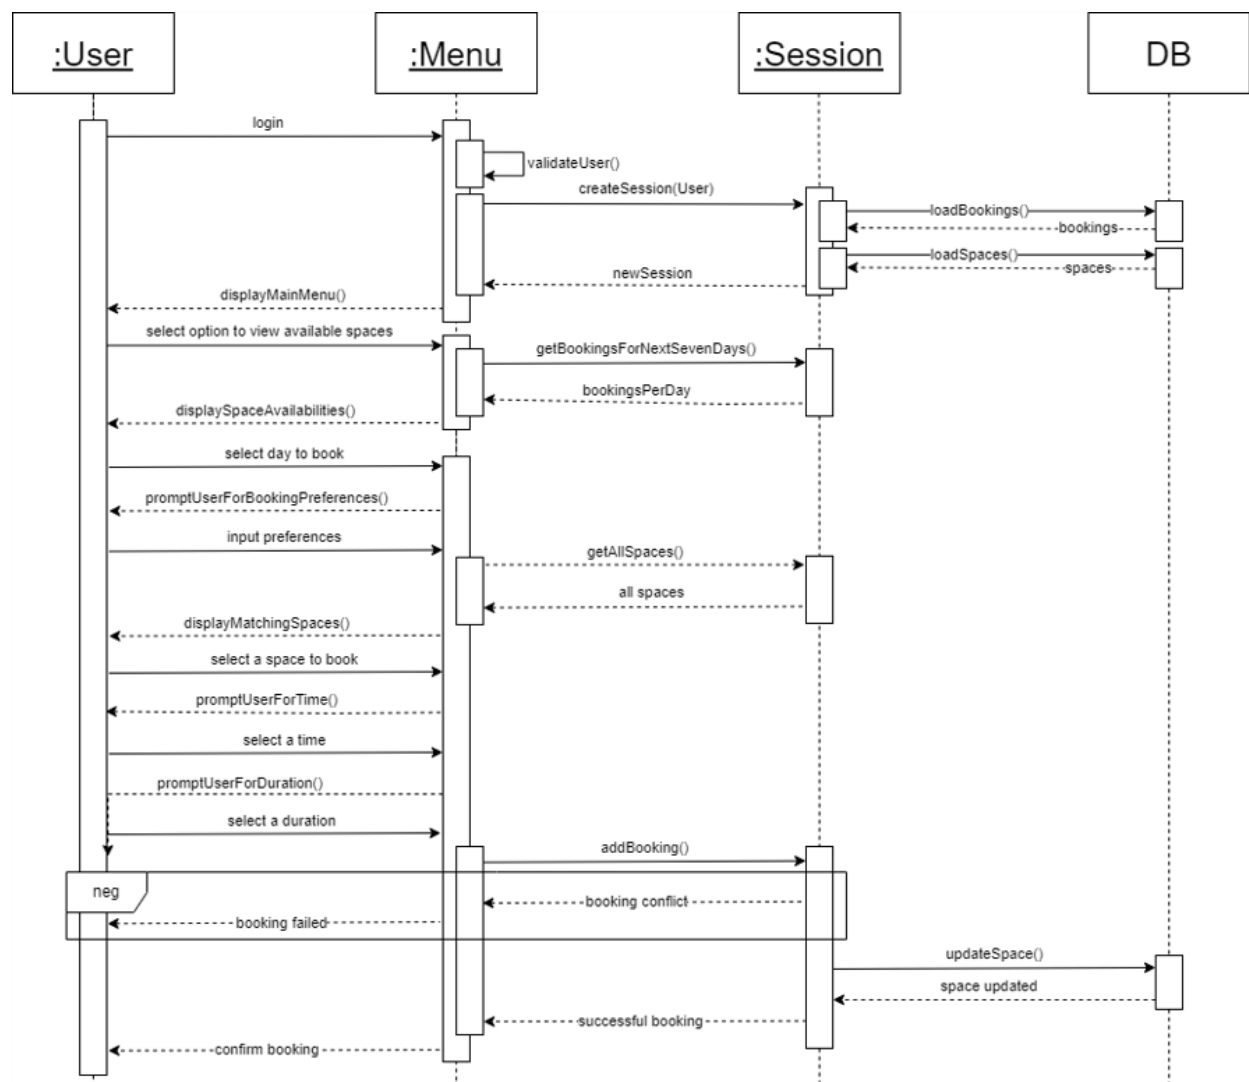 :User
:Menu
:Session
DB
login
validateUser()
createSession(User)
loadBookings()
bookings
loadSpaces()
spaces
newSession
displayMainMenu()
select option to view available spaces
getBookingsForNextSevenDays()
bookingsPerDay
displaySpaceAvailabilities()
select day to book
promptUserForBookingPreferences()
input preferences
getAllSpaces()
all spaces
displayMatchingSpaces()
select a space to book
promptUserForTime()
select a time
promptUserForDuration()
select a duration
addBooking()
neg
booking conflict
booking failed
updateSpace()
space updated
successful booking
confirm booking